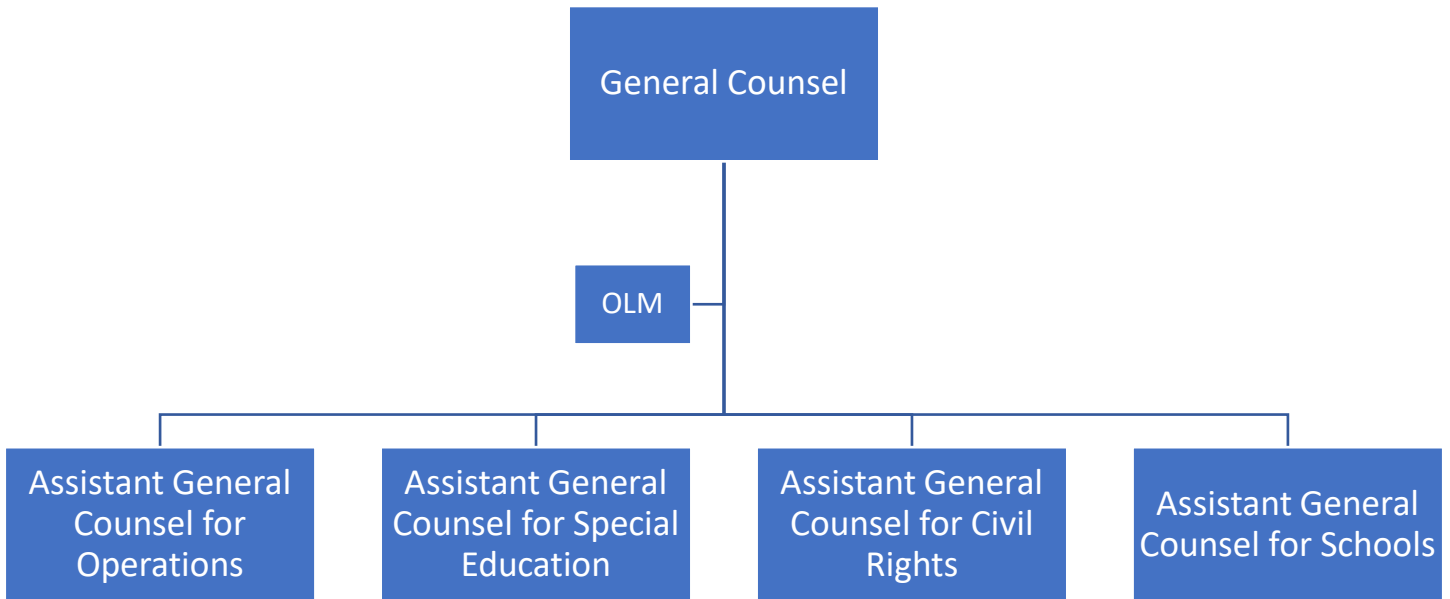 General Counsel
OLM
Assistant General
Counsel for
Operations
Assistant General
Counsel for Special
Education
Assistant General
Counsel for Civil
Rights
Assistant General
Counsel for Schools